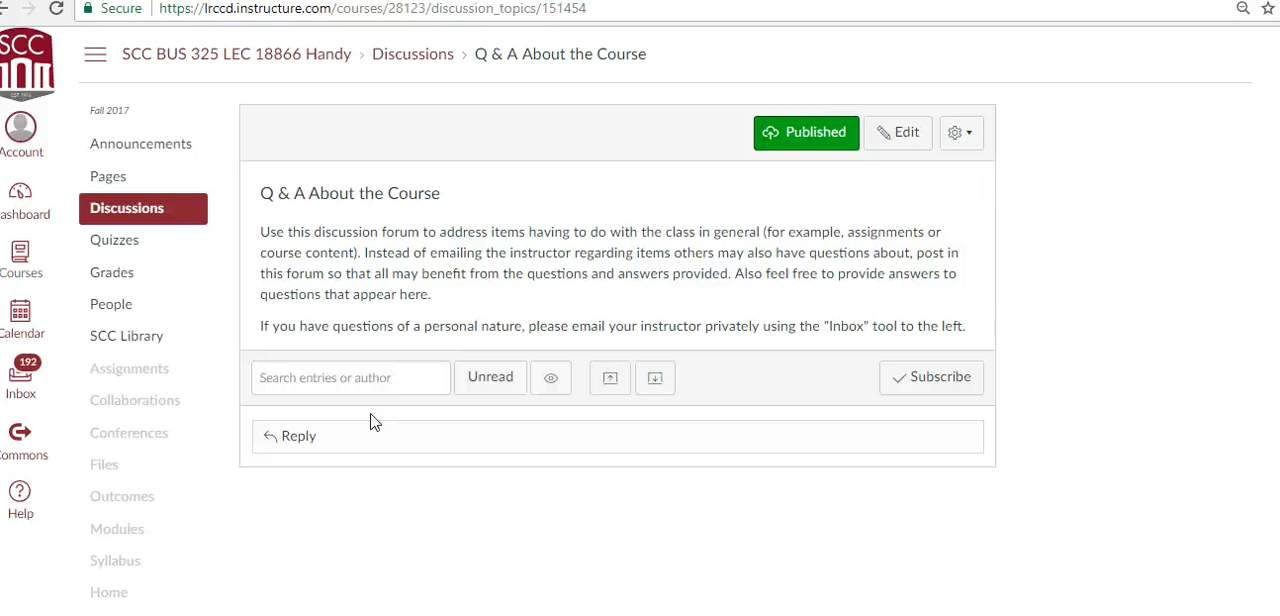 Secure https://lrccd.instructure.com/courses/28123/discussion_topics/151454
SCC
EST. 1916
SCC BUS 325 LEC 18866 Handy > Discussions > Q & A About the Course
Fall 2017
Account
ashboard
Courses
Calendar
192
Inbox
ommons
Help
Announcements
Pages
Discussions
Quizzes
Grades
People
SCC Library
Assignments
Collaborations
Conferences
Files
Outcomes
Modules
Syllabus
Home
Published
Edit
Q & A About the Course
Use this discussion forum to address items having to do with the class in general (for example, assignments or
course content). Instead of emailing the instructor regarding items others may also have questions about, post in
this forum so that all may benefit from the questions and answers provided. Also feel free to provide answers to
questions that appear here.
If you have questions of a personal nature, please email your instructor privately using the "Inbox" tool to the left.
Search entries or author
Unread
Subscribe
Reply